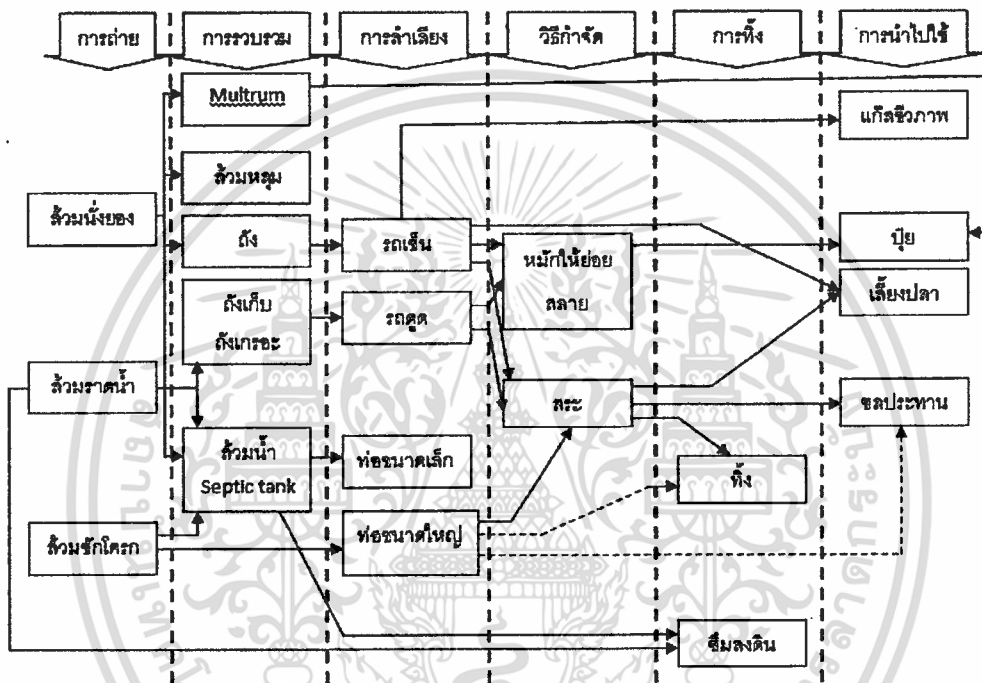 การถ่าย
การรวบรวม
การลำเลียง
วิธีกำจัด
การทิ้ง
การนำไปใช้
Multrum
แก๊สชีวภาพ
ส้วมหลุม
ส้วมนั่งยอง
ถัง
รถเข็น
หมักให้ย่อย
สลาย
ปุ๋ย
เลี้ยงปลา
ถังเก็บ
ถังเกรอะ
รถดูด
ส้วมราดน้ำ
สระ
ชลประทาน
ส้วมน้ำ
Septic tank
ท่อขนาดเล็ก
ทิ้ง
ส้วมชักโครก
ท่อขนาดใหญ่
ซึมลงดิน